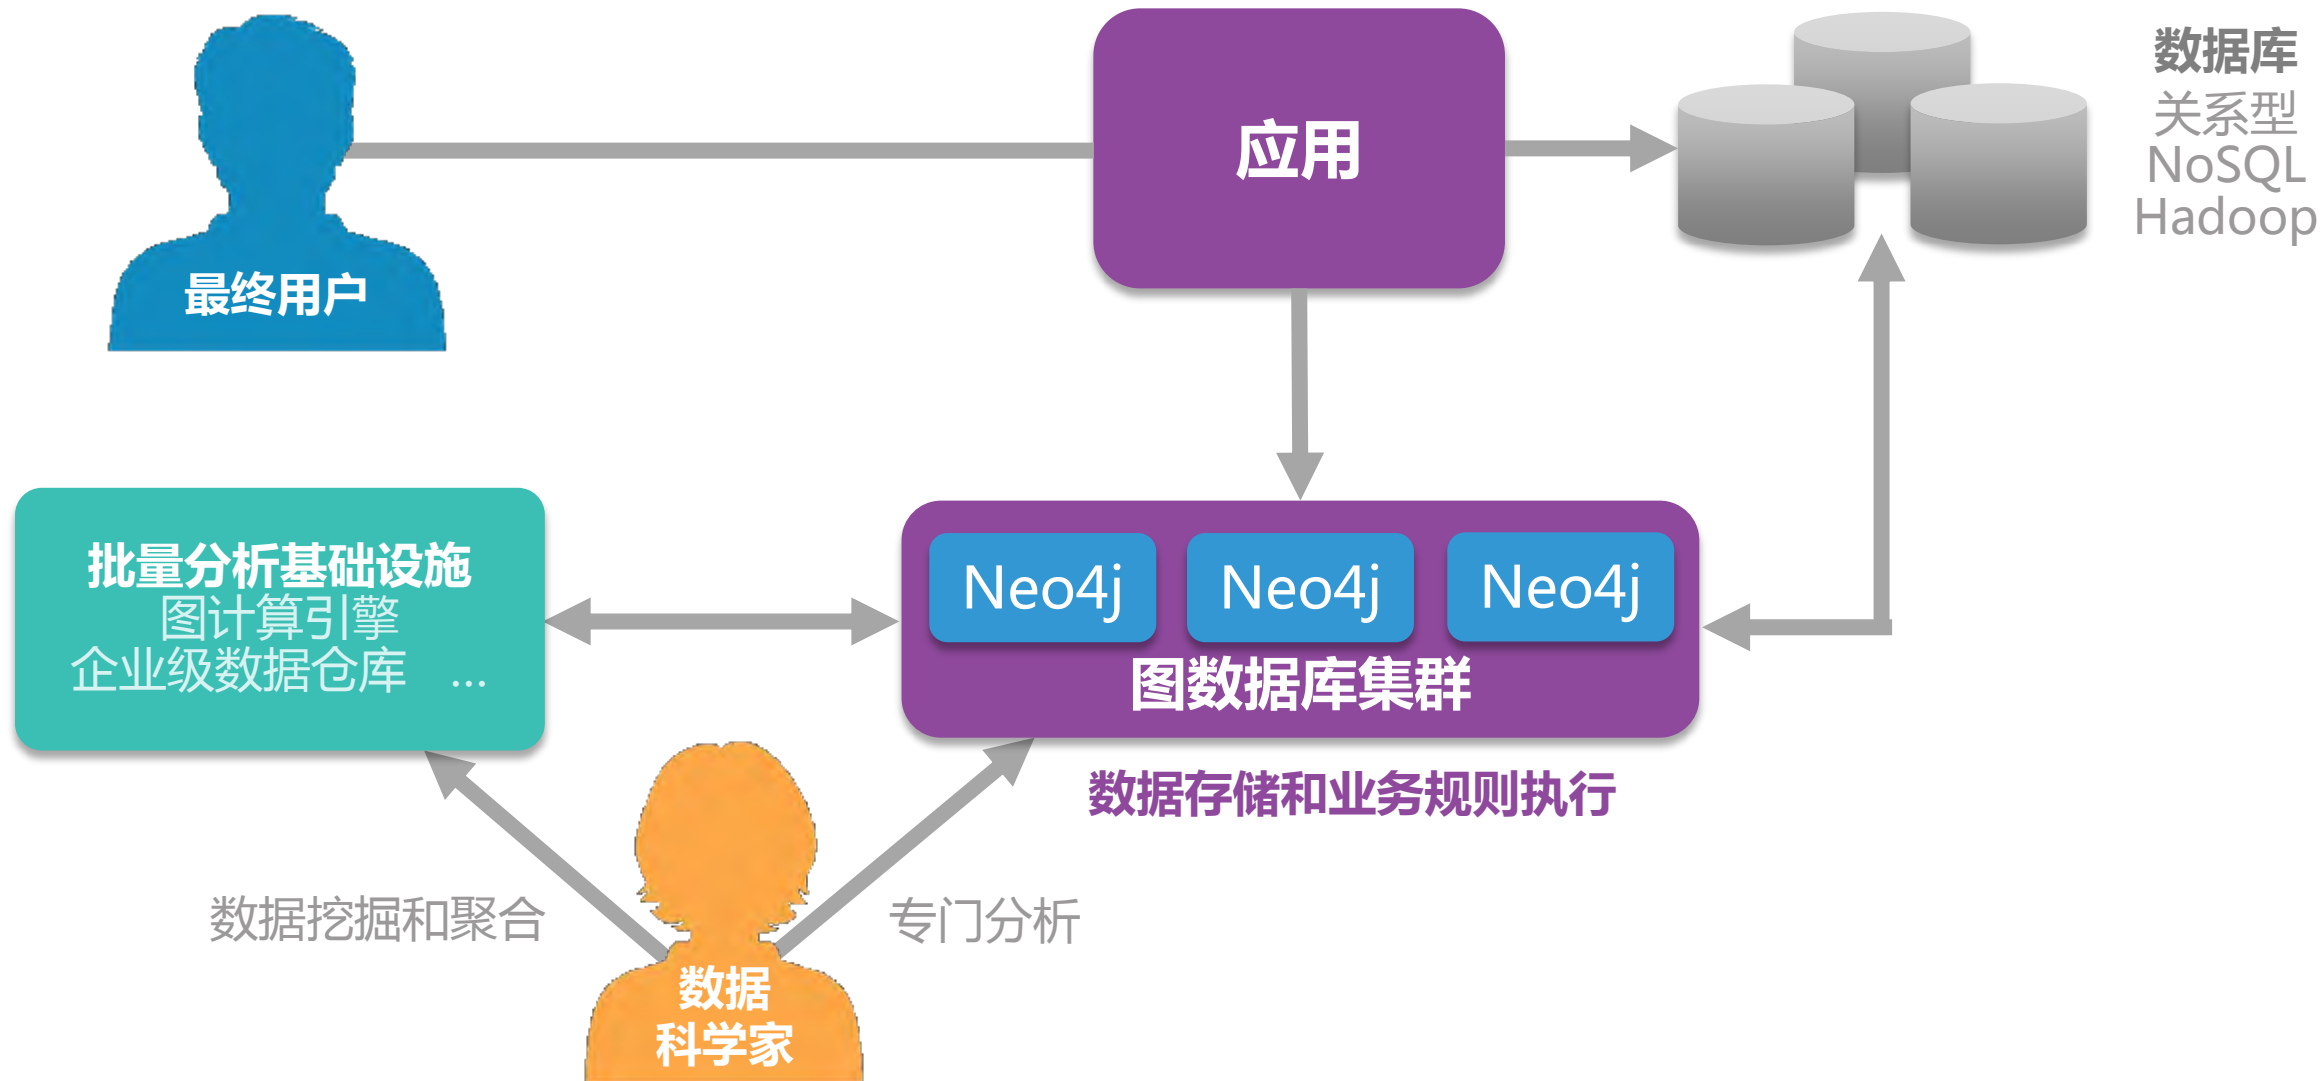 最终用户
应用
数据库
关系型
NoSQL
Hadoop
批量分析基础设施
图计算引擎
企业级数据仓库 ...
Neo4j Neo4j Neo4j
图数据库集群
数据存储和业务规则执行
数据挖掘和聚合
专门分析
数据
科学家